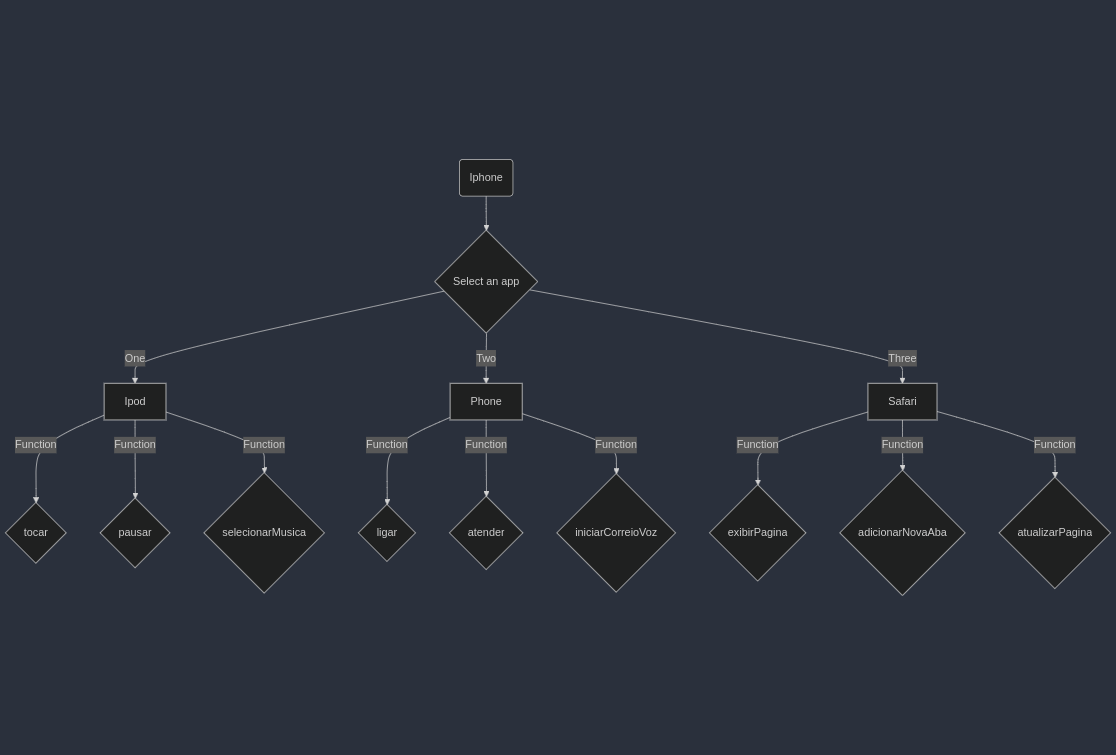 Iphone
Select an app
One
Two
Three
Ipod
Phone
Safari
Function
Function
Function
Function
Function
Function
Function
Function
Function
tocar
pausar
selecionarMusica
ligar
atender
iniciarCorreioVoz
exibirPagina
adicionarNovaAba
atualizarPagina